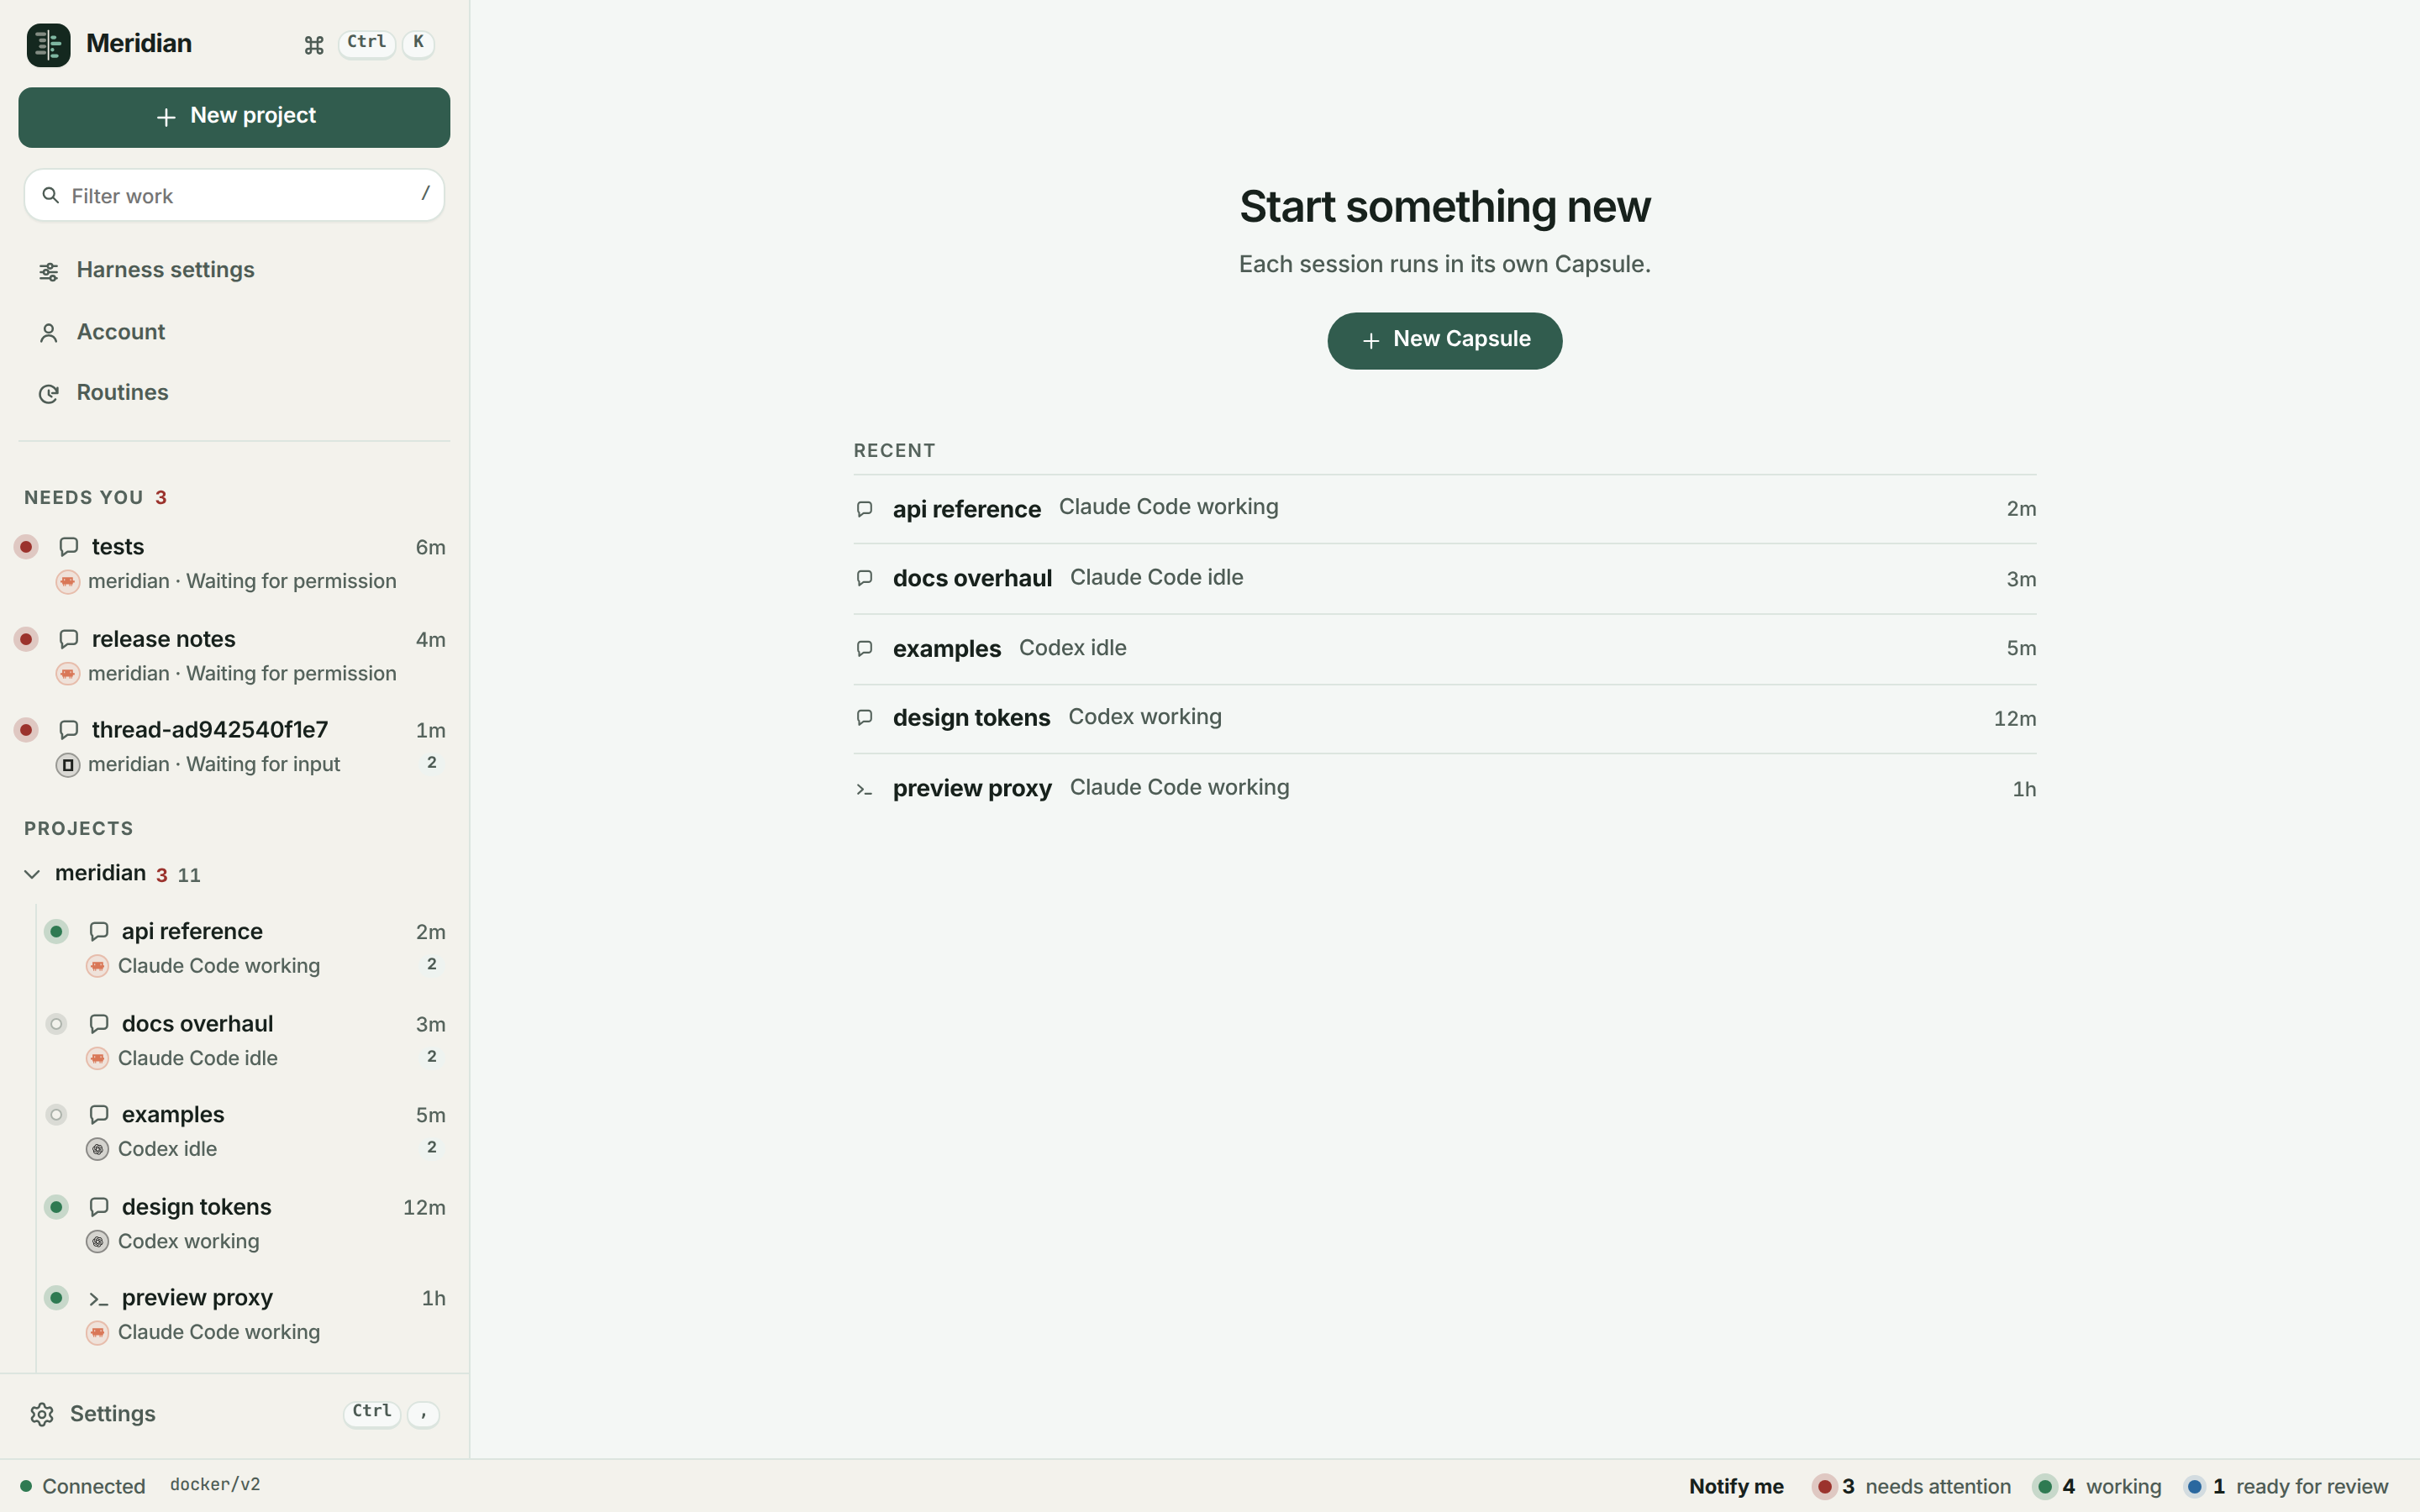 Meridian
Ctrl K
New project
Filter work /
Harness settings
Account
Routines
NEEDS YOU 3
tests 6m
meridian · Waiting for permission
release notes 4m
meridian · Waiting for permission
thread-ad942540f1e7 1m
meridian · Waiting for input 2
PROJECTS
meridian 3 11
api reference 2m
Claude Code working 2
docs overhaul 3m
Claude Code idle 2
examples 5m
Codex idle 2
design tokens 12m
Codex working
preview proxy 1h
Claude Code working
Settings Ctrl ,
Start something new
Each session runs in its own Capsule.
New Capsule
RECENT
api reference Claude Code working 2m
docs overhaul Claude Code idle 3m
examples Codex idle 5m
design tokens Codex working 12m
preview proxy Claude Code working 1h
Connected docker/v2
Notify me 3 needs attention 4 working 1 ready for review